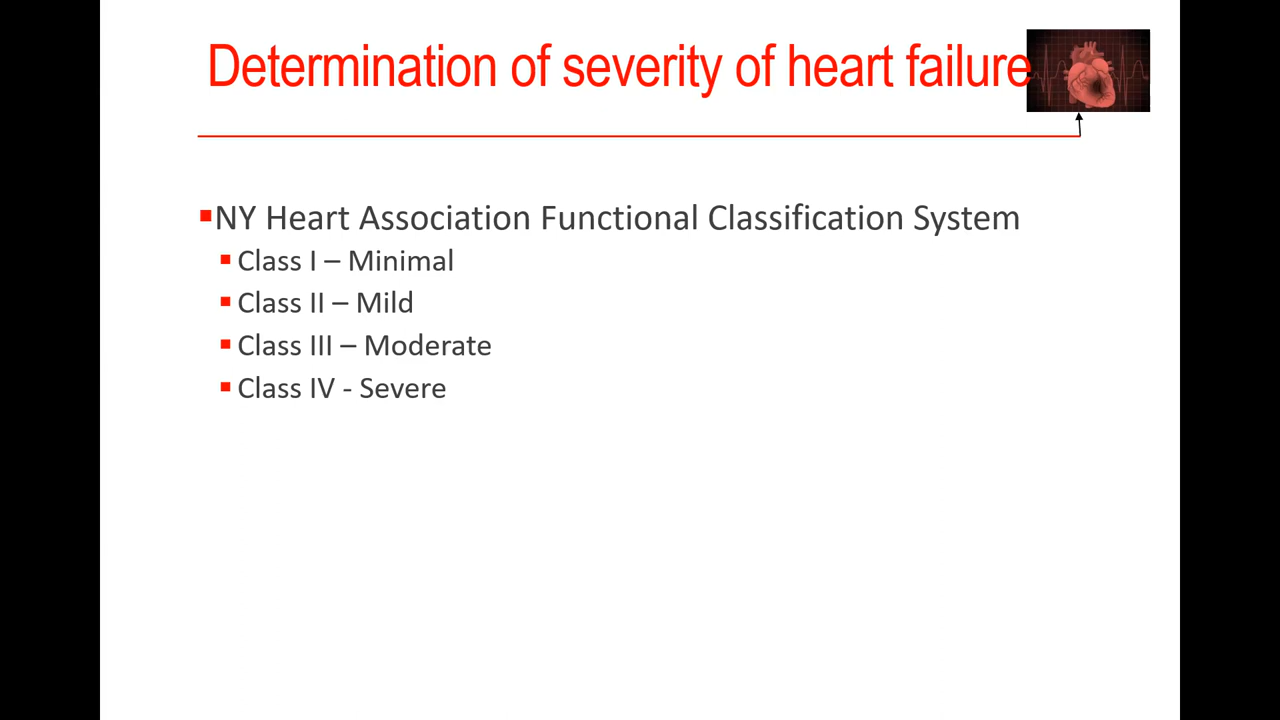 Determination of severity of heart failure
NY Heart Association Functional Classification System
Class I – Minimal
Class II – Mild
Class III – Moderate
Class IV - Severe